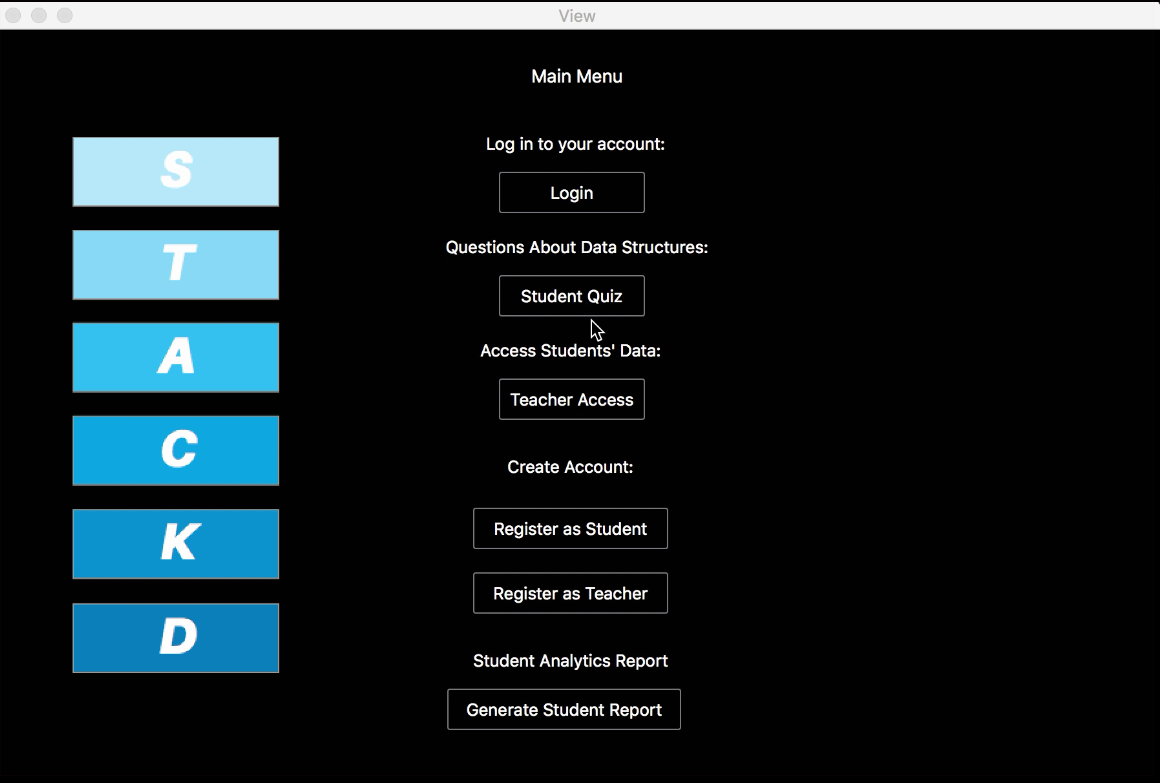 View
Main Menu
S
T
A
C
K
D
Log in to your account:
Login
Questions About Data Structures:
Student Quiz
Access Students' Data:
Teacher Access
Create Account:
Register as Student
Register as Teacher
Student Analytics Report
Generate Student Report